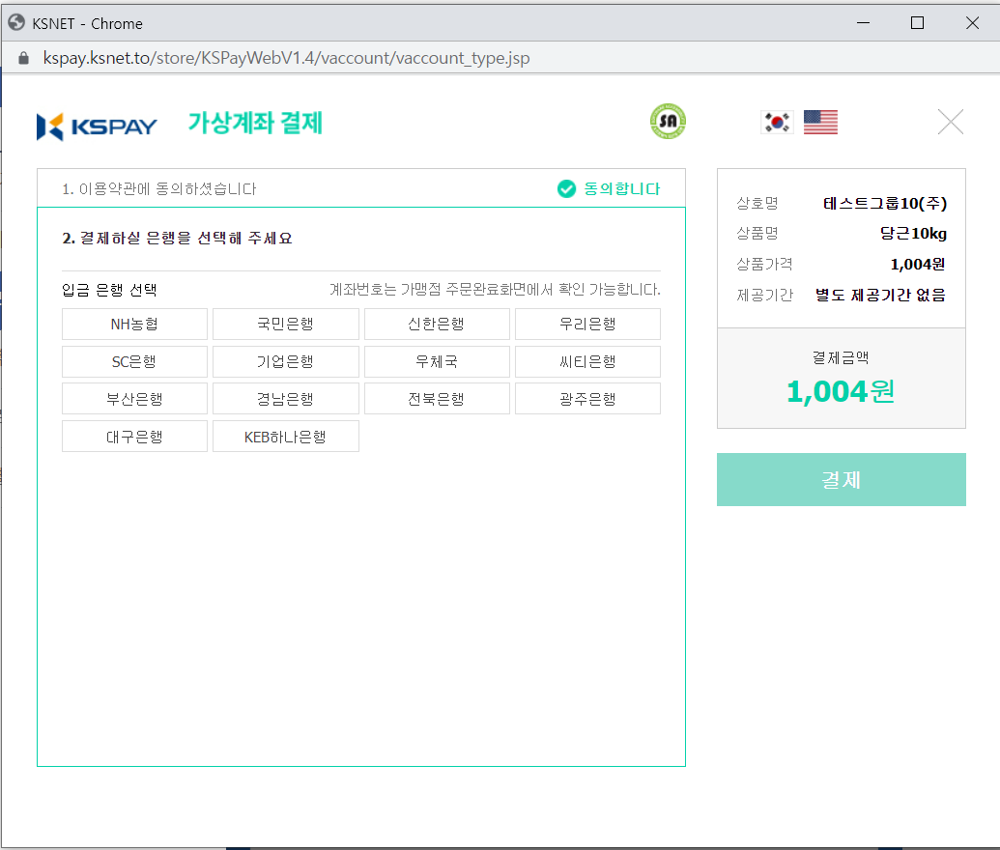 KSNET - Chrome
kspay.ksnet.to/store/KSPayWebV1.4/vaccount/vaccount_type.jsp
KSPAY 가상계좌 결제 SA
1. 이용약관에 동의하셨습니다 동의합니다
2. 결제하실 은행을 선택해 주세요
입금 은행 선택 계좌번호는 가맹점 주문완료화면에서 확인 가능합니다.
NH농협 국민은행 신한은행 우리은행
SC은행 기업은행 우체국 씨티은행
부산은행 경남은행 전북은행 광주은행
대구은행 KEB하나은행
상호명 테스트그룹10(주)
상품명 당근10kg
상품가격 1,004원
제공기간 별도 제공기간 없음
결제금액
1,004원
결제